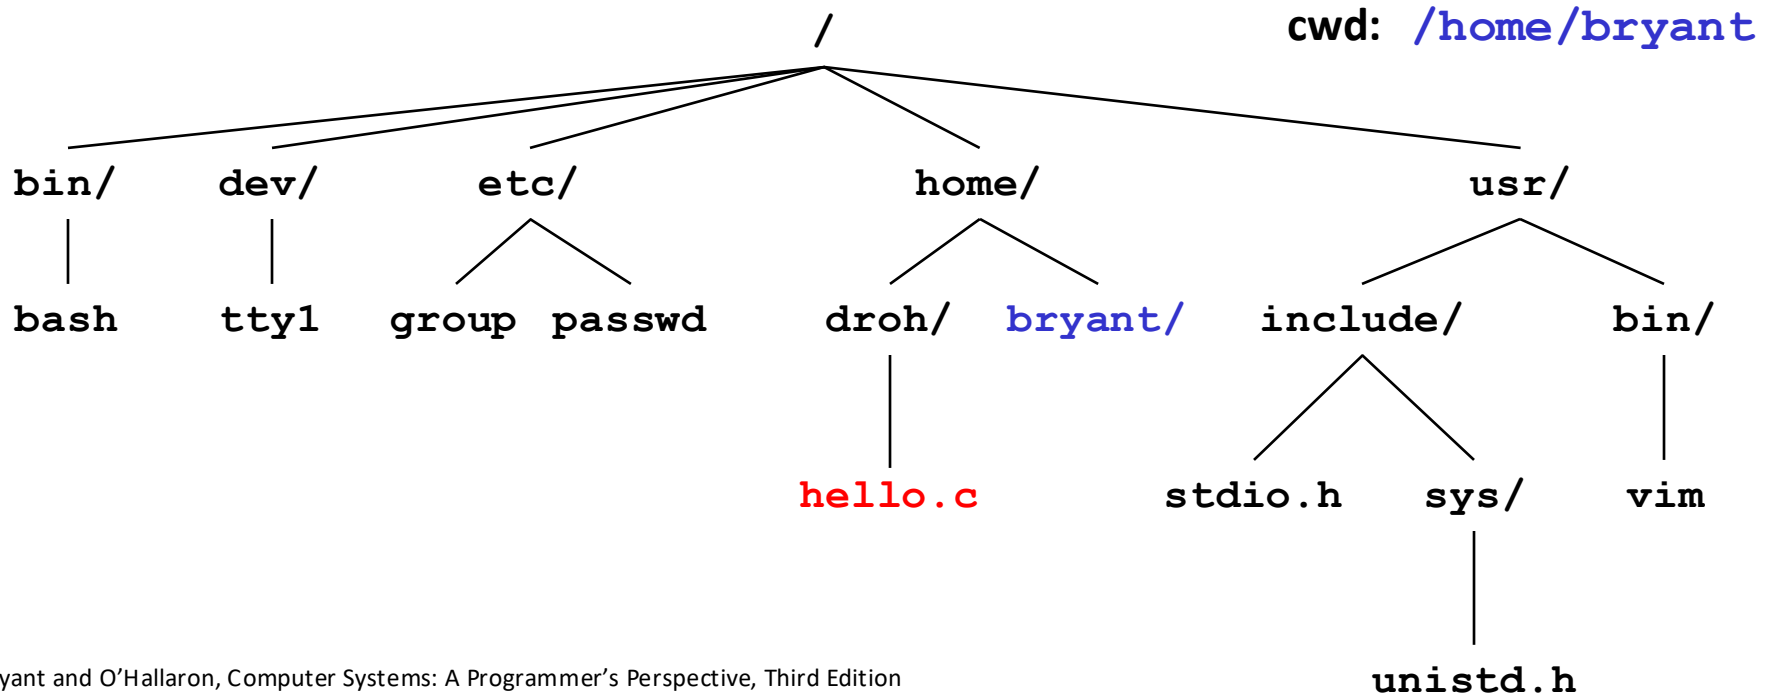 /
cwd: /home/bryant
bin/ dev/ etc/ home/ usr/
bash tty1 group passwd droh/ bryant/ include/ bin/
hello.c stdio.h sys/ vim
yant and O’Hallaron, Computer Systems: A Programmer’s Perspective, Third Edition
unistd.h